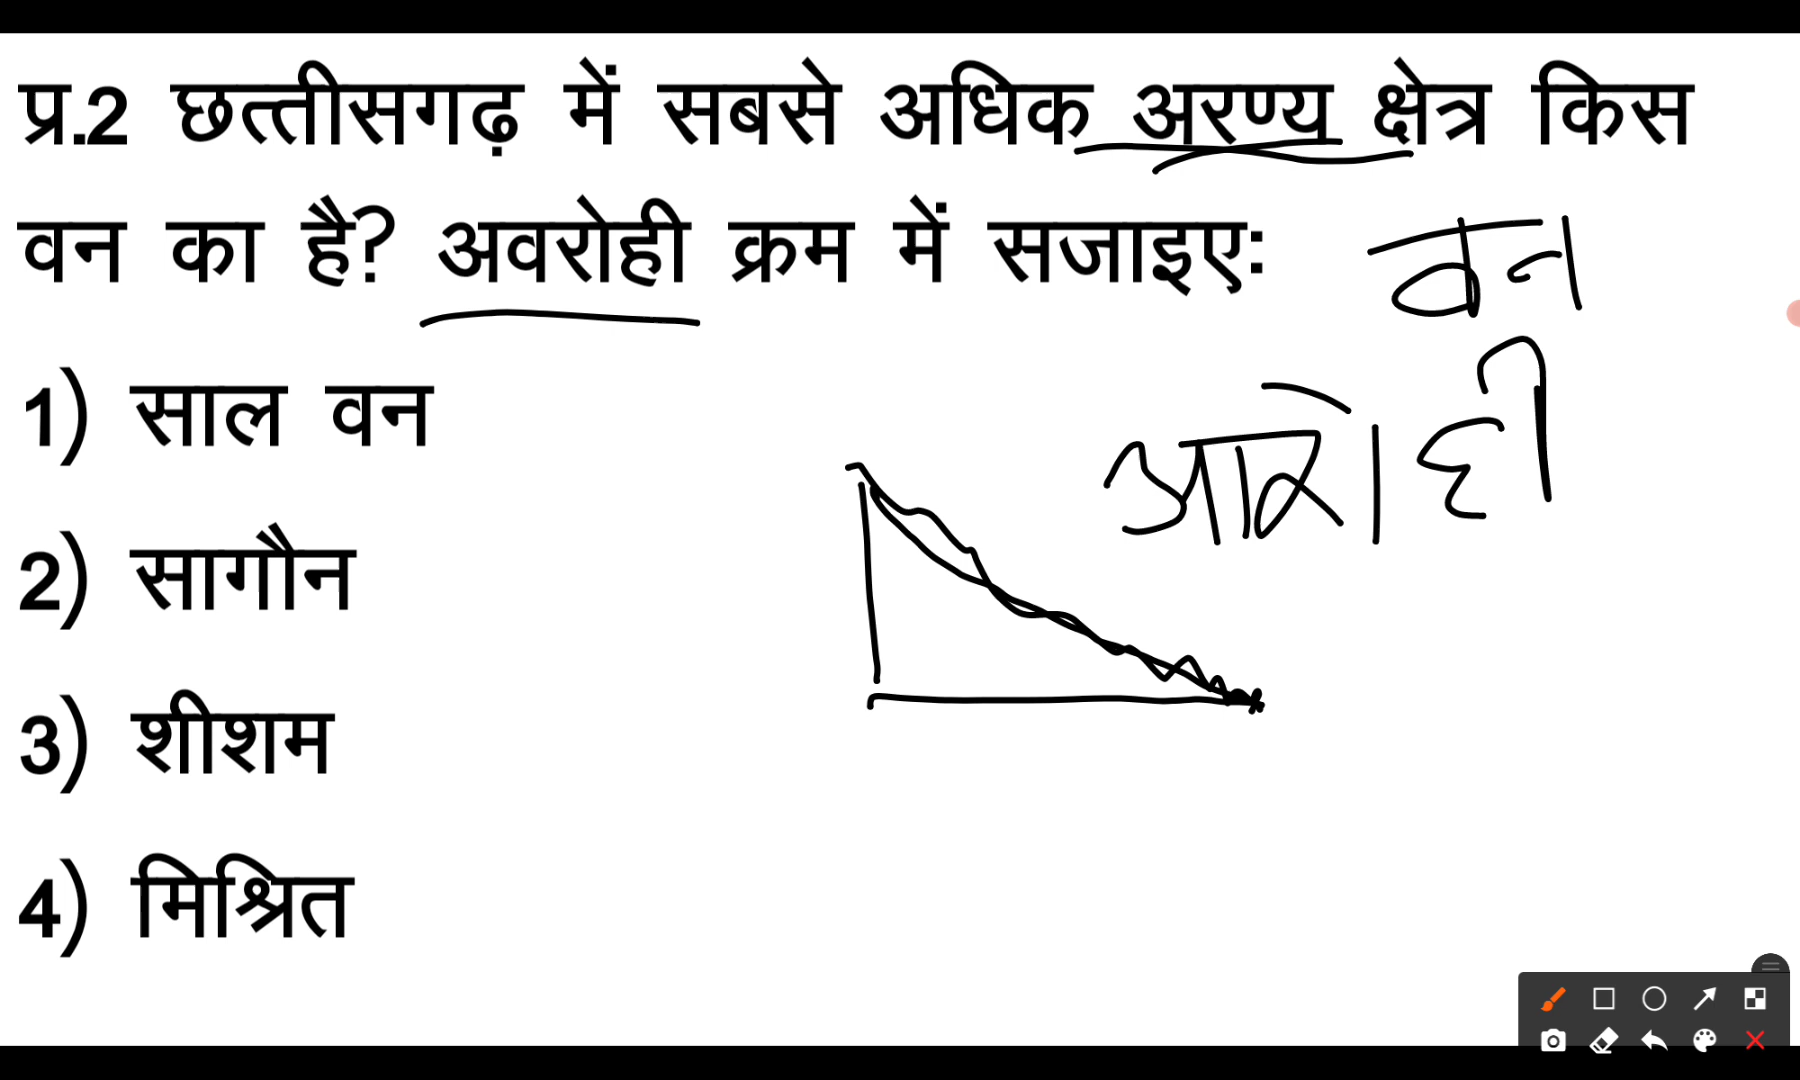 प्र.2 छत्तीसगढ़ में सबसे अधिक अरण्य क्षेत्र किस
वन का है? अवरोही क्रम में सजाइए:
वन
1) साल वन
आरोही
2) सागौन
3) शीशम
4) मिश्रित